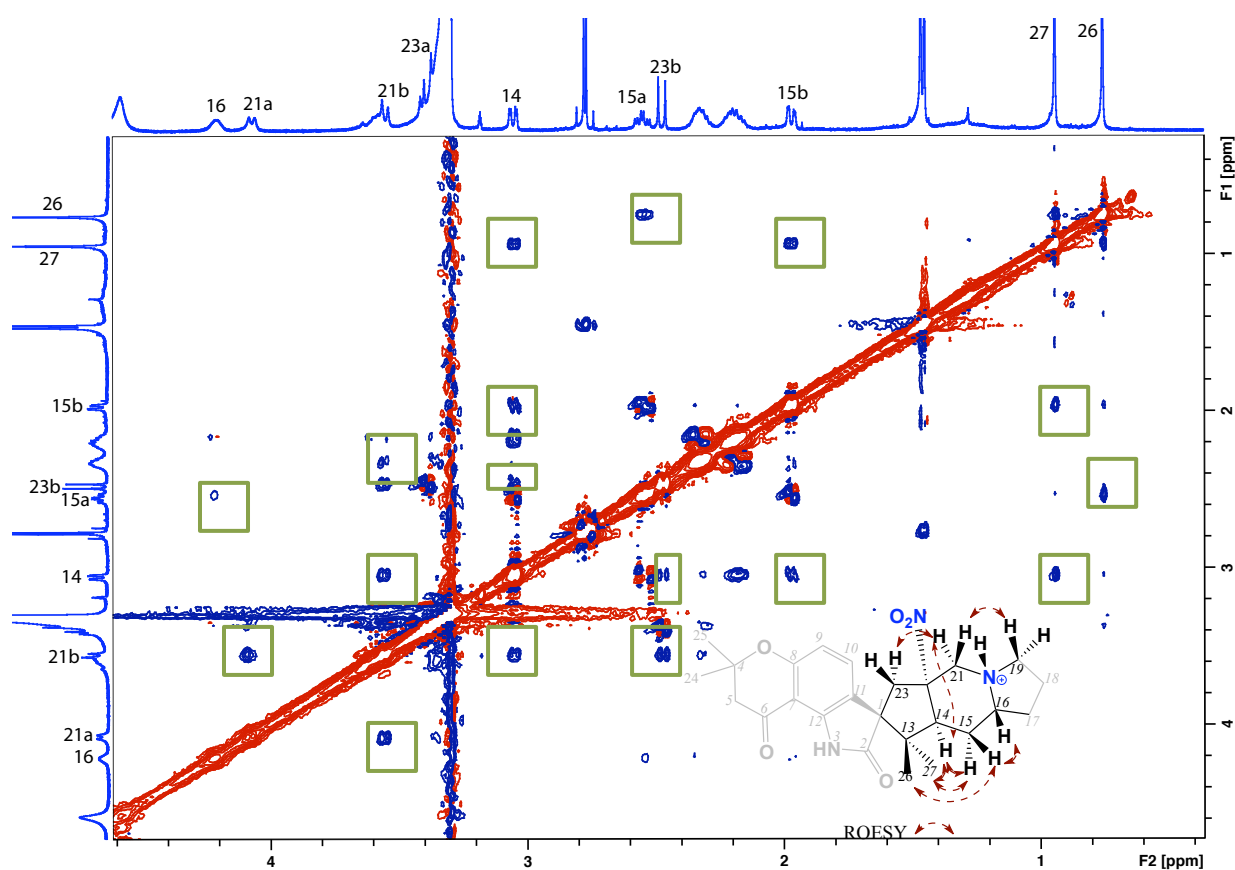 27
26
23a
23b
16
21a
21b
14
15a
15b
F1 [ppm]
26
27
1
15b
2
23b
15a
14
3
21b
21a
4
16
O₂N
H
H
H
H
H
25
O
9
10
H
H
21
N⊕
19
18
4
8
24
11
23
5
6
12
1
14
15
16
17
13
H
HN
3
2
H
H
H
O
27
O
26
H
ROESY
4
3
2
1
F2 [ppm]